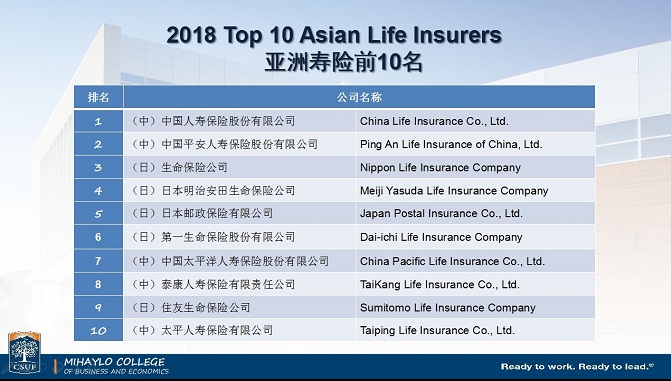 2018 Top 10 Asian Life Insurers
亚洲寿险前10名
排名 公司名称
1 （中）中国人寿保险股份有限公司 China Life Insurance Co., Ltd.
2 （中）中国平安人寿保险股份有限公司 Ping An Life Insurance of China, Ltd.
3 （日）生命保险公司 Nippon Life Insurance Company
4 （日）日本明治安田生命保险公司 Meiji Yasuda Life Insurance Company
5 （日）日本邮政保险有限公司 Japan Postal Insurance Co., Ltd.
6 （日）第一生命保险股份有限公司 Dai-ichi Life Insurance Company
7 （中）中国太平洋人寿保险股份有限公司 China Pacific Life Insurance Co., Ltd.
8 （中）泰康人寿保险有限责任公司 TaiKang Life Insurance Co., Ltd.
9 （日）住友生命保险公司 Sumitomo Life Insurance Company
10 （中）太平人寿保险有限公司 Taiping Life Insurance Co., Ltd.
CSUF
MIHAYLO COLLEGE
OF BUSINESS AND ECONOMICS
Ready to work. Ready to lead.